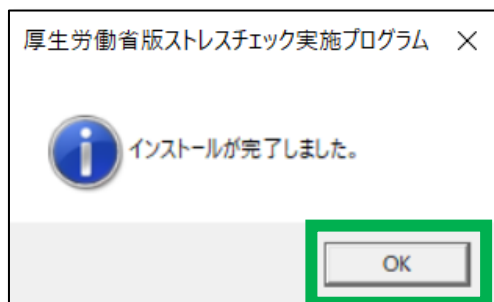 厚生労働省版ストレスチェック実施プログラム
インストールが完了しました。
OK